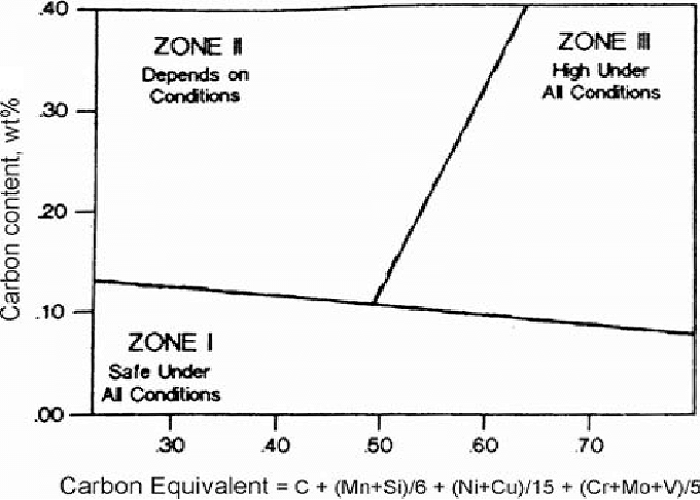 .40
ZONE II
Depends on
Conditions
ZONE III
High Under
All Conditions
.30
.20
.10
ZONE I
Safe Under
All Conditions
.00
Carbon content, wt%
.30 .40 .50 .60 .70
Carbon Equivalent = C + (Mn+Si)/6 + (Ni+Cu)/15 + (Cr+Mo+V)/5